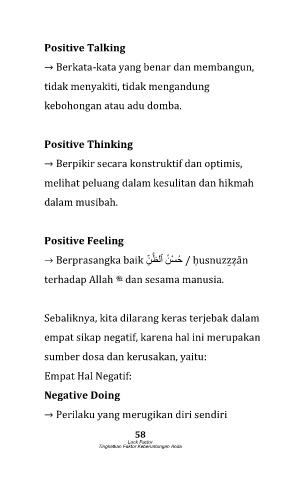 Positive Talking
→ Berkata-kata yang benar dan membangun,
tidak menyakiti, tidak mengandung
kebohongan atau adu domba.
Positive Thinking
→ Berpikir secara konstruktif dan optimis,
melihat peluang dalam kesulitan dan hikmah
dalam musibah.
Positive Feeling
→ Berprasangka baik حُسْنُ ٱلظَّنِّ / ḥusnuẓẓān
terhadap Allah ﷻ dan sesama manusia.
Sebaliknya, kita dilarang keras terjebak dalam
empat sikap negatif, karena hal ini merupakan
sumber dosa dan kerusakan, yaitu:
Empat Hal Negatif:
Negative Doing
→ Perilaku yang merugikan diri sendiri
58
Luck Factor
Tingkatkan Faktor Keberuntungan Anda